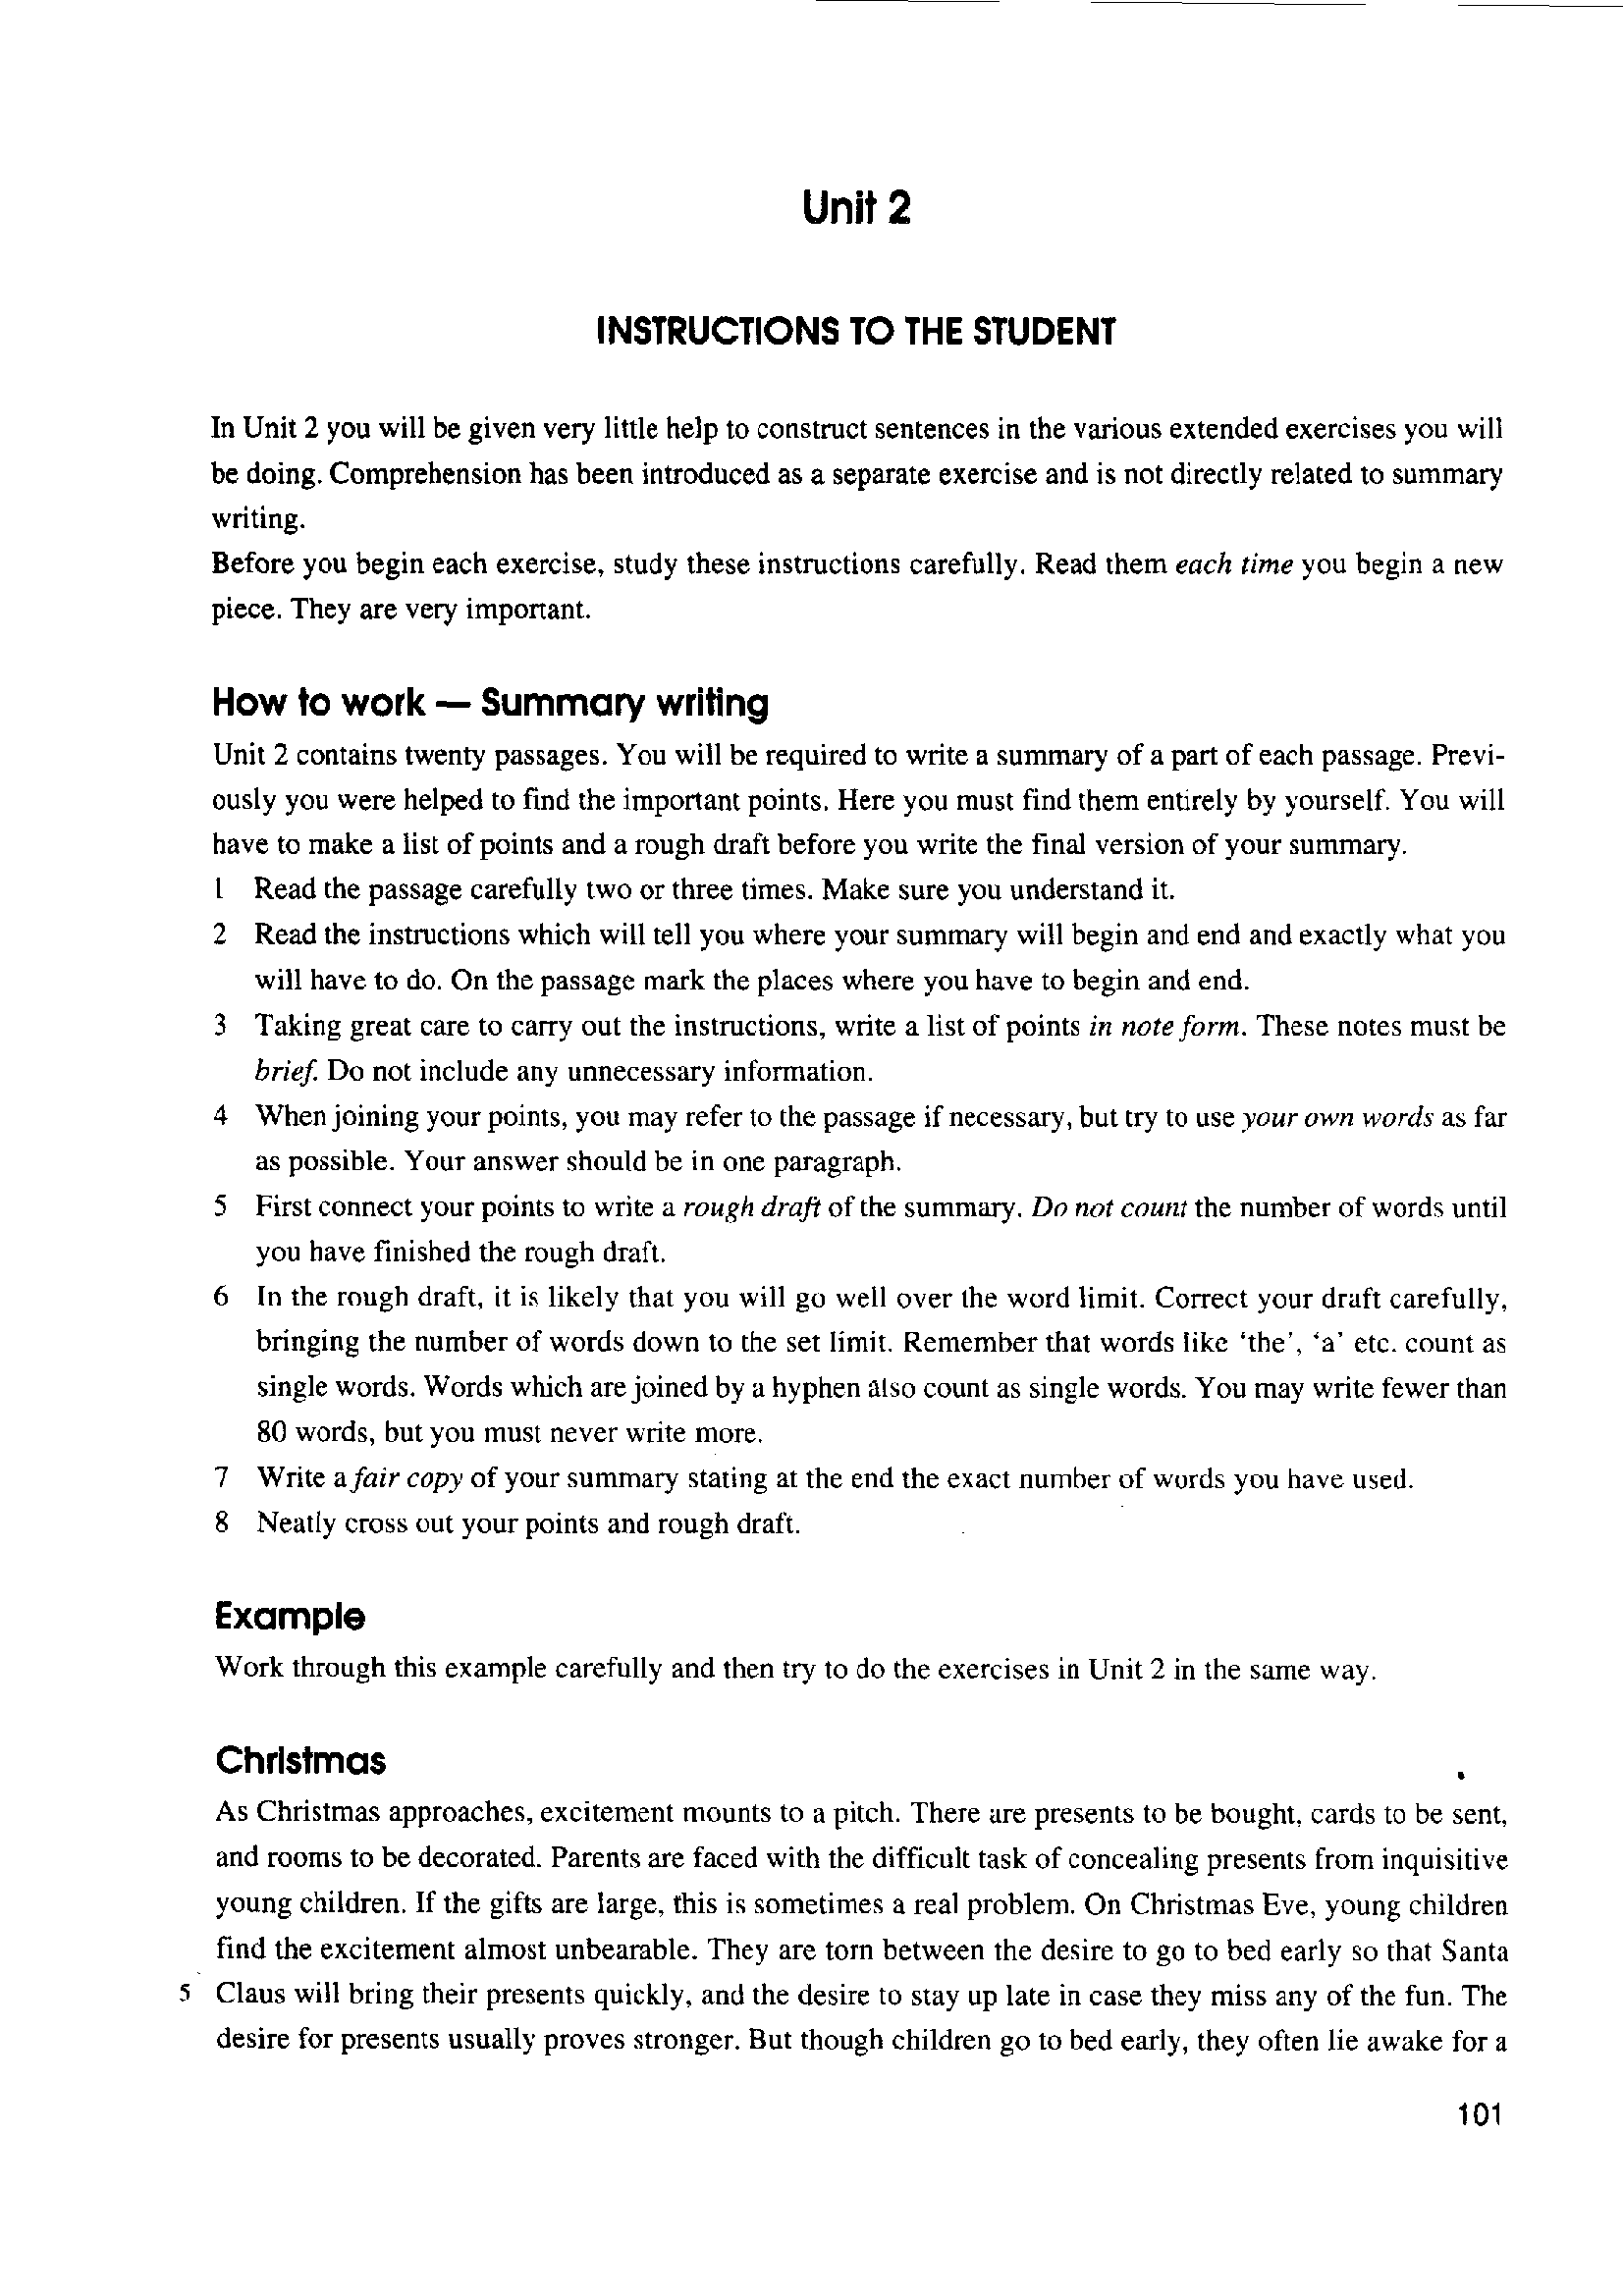 Unit 2
INSTRUCTIONS TO THE STUDENT
In Unit 2 you will be given very little help to construct sentences in the various extended exercises you will
be doing. Comprehension has been introduced as a separate exercise and is not directly related to summary
writing.
Before you begin each exercise, study these instructions carefully. Read them each time you begin a new
piece. They are very important.
How to work — Summary writing
Unit 2 contains twenty passages. You will be required to write a summary of a part of each passage. Previ-
ously you were helped to find the important points. Here you must find them entirely by yourself. You will
have to make a list of points and a rough draft before you write the final version of your summary.
1 Read the passage carefully two or three times. Make sure you understand it.
2 Read the instructions which will tell you where your summary will begin and end and exactly what you
will have to do. On the passage mark the places where you have to begin and end.
3 Taking great care to carry out the instructions, write a list of points in note form. These notes must be
brief. Do not include any unnecessary information.
4 When joining your points, you may refer to the passage if necessary, but try to use your own words as far
as possible. Your answer should be in one paragraph.
5 First connect your points to write a rough draft of the summary. Do not count the number of words until
you have finished the rough draft.
6 In the rough draft, it is likely that you will go well over the word limit. Correct your draft carefully,
bringing the number of words down to the set limit. Remember that words like ‘the’, ‘a’ etc. count as
single words. Words which are joined by a hyphen also count as single words. You may write fewer than
80 words, but you must never write more.
7 Write a fair copy of your summary stating at the end the exact number of words you have used.
8 Neatly cross out your points and rough draft.
Example
Work through this example carefully and then try to do the exercises in Unit 2 in the same way.
Christmas
As Christmas approaches, excitement mounts to a pitch. There are presents to be bought, cards to be sent,
and rooms to be decorated. Parents are faced with the difficult task of concealing presents from inquisitive
young children. If the gifts are large, this is sometimes a real problem. On Christmas Eve, young children
find the excitement almost unbearable. They are torn between the desire to go to bed early so that Santa
5 Claus will bring their presents quickly, and the desire to stay up late in case they miss any of the fun. The
desire for presents usually proves stronger. But though children go to bed early, they often lie awake for a
101